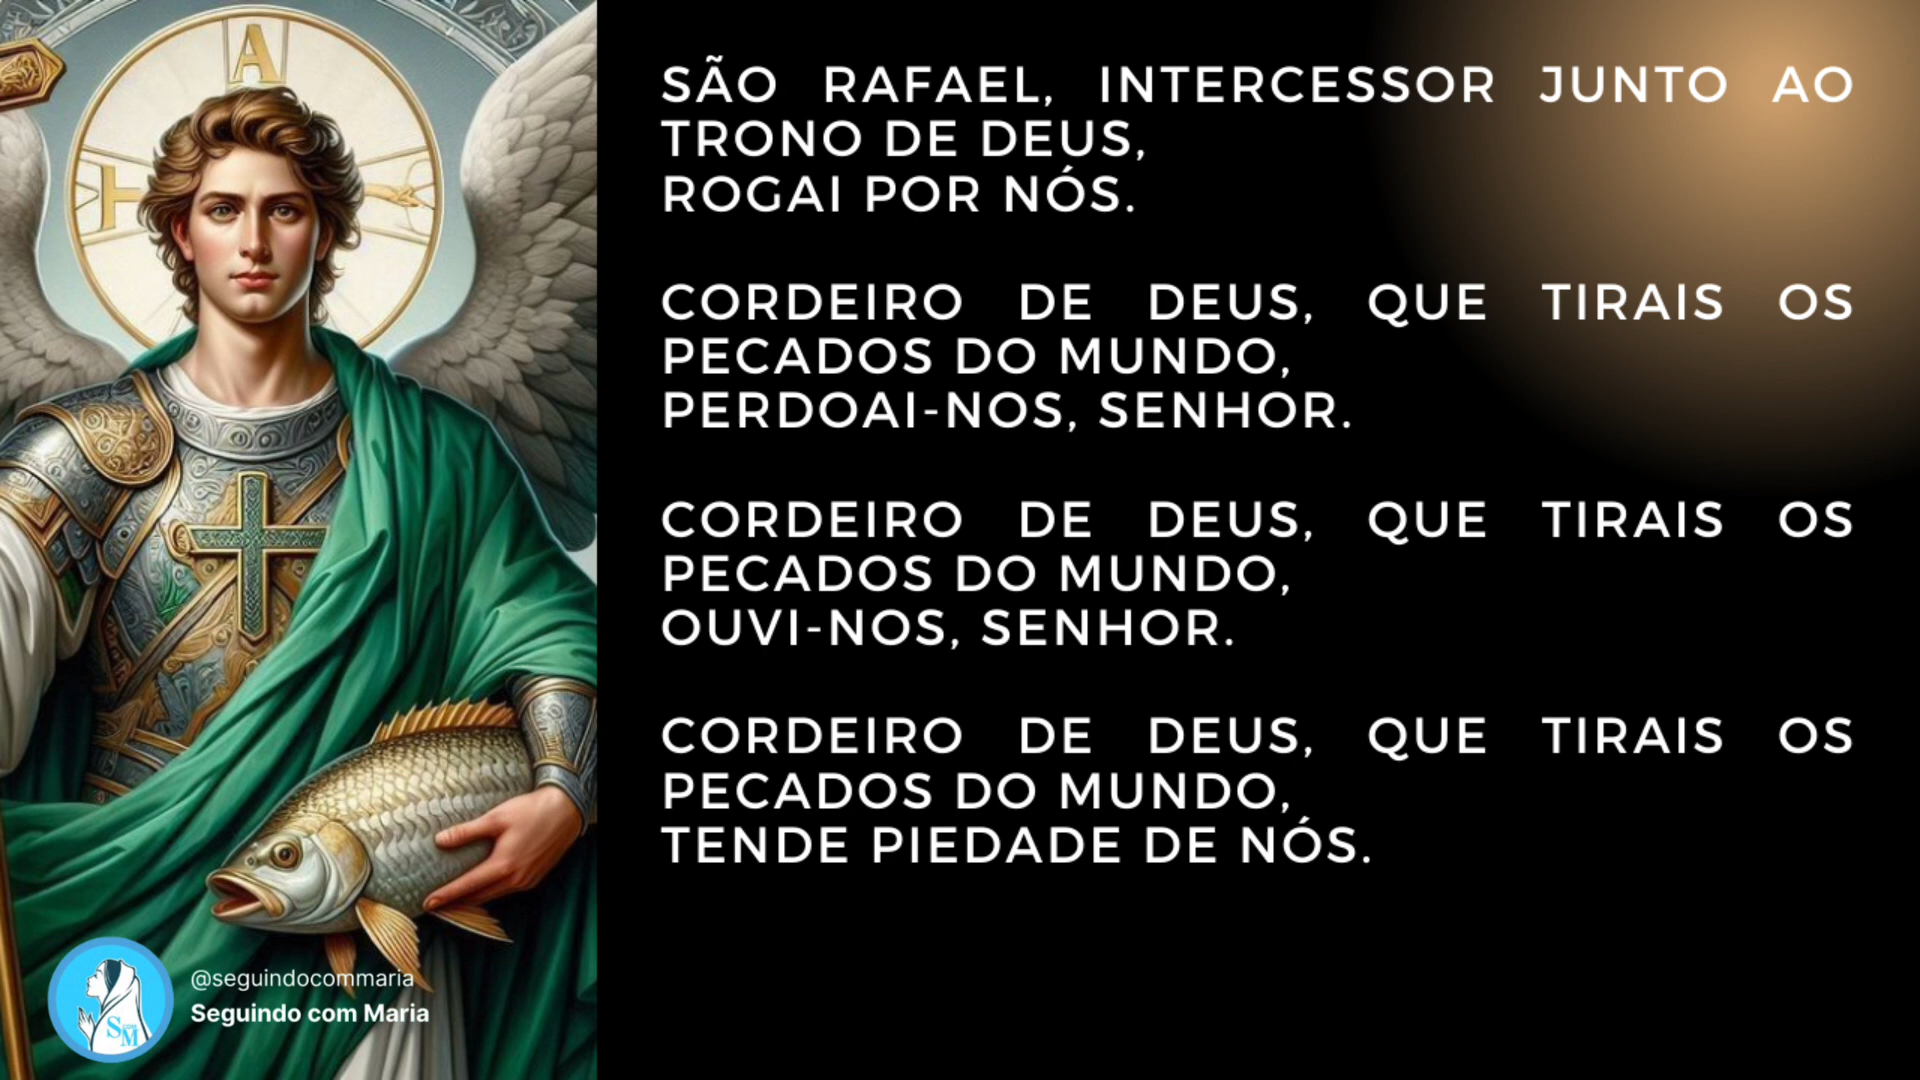 SÃO RAFAEL, INTERCESSOR JUNTO AO
TRONO DE DEUS,
ROGAI POR NÓS.
CORDEIRO DE DEUS, QUE TIRAIS OS
PECADOS DO MUNDO,
PERDOAI-NOS, SENHOR.
CORDEIRO DE DEUS, QUE TIRAIS OS
PECADOS DO MUNDO,
OUVI-NOS, SENHOR.
CORDEIRO DE DEUS, QUE TIRAIS OS
PECADOS DO MUNDO,
TENDE PIEDADE DE NÓS.
@seguindocommaria
Seguindo com Maria